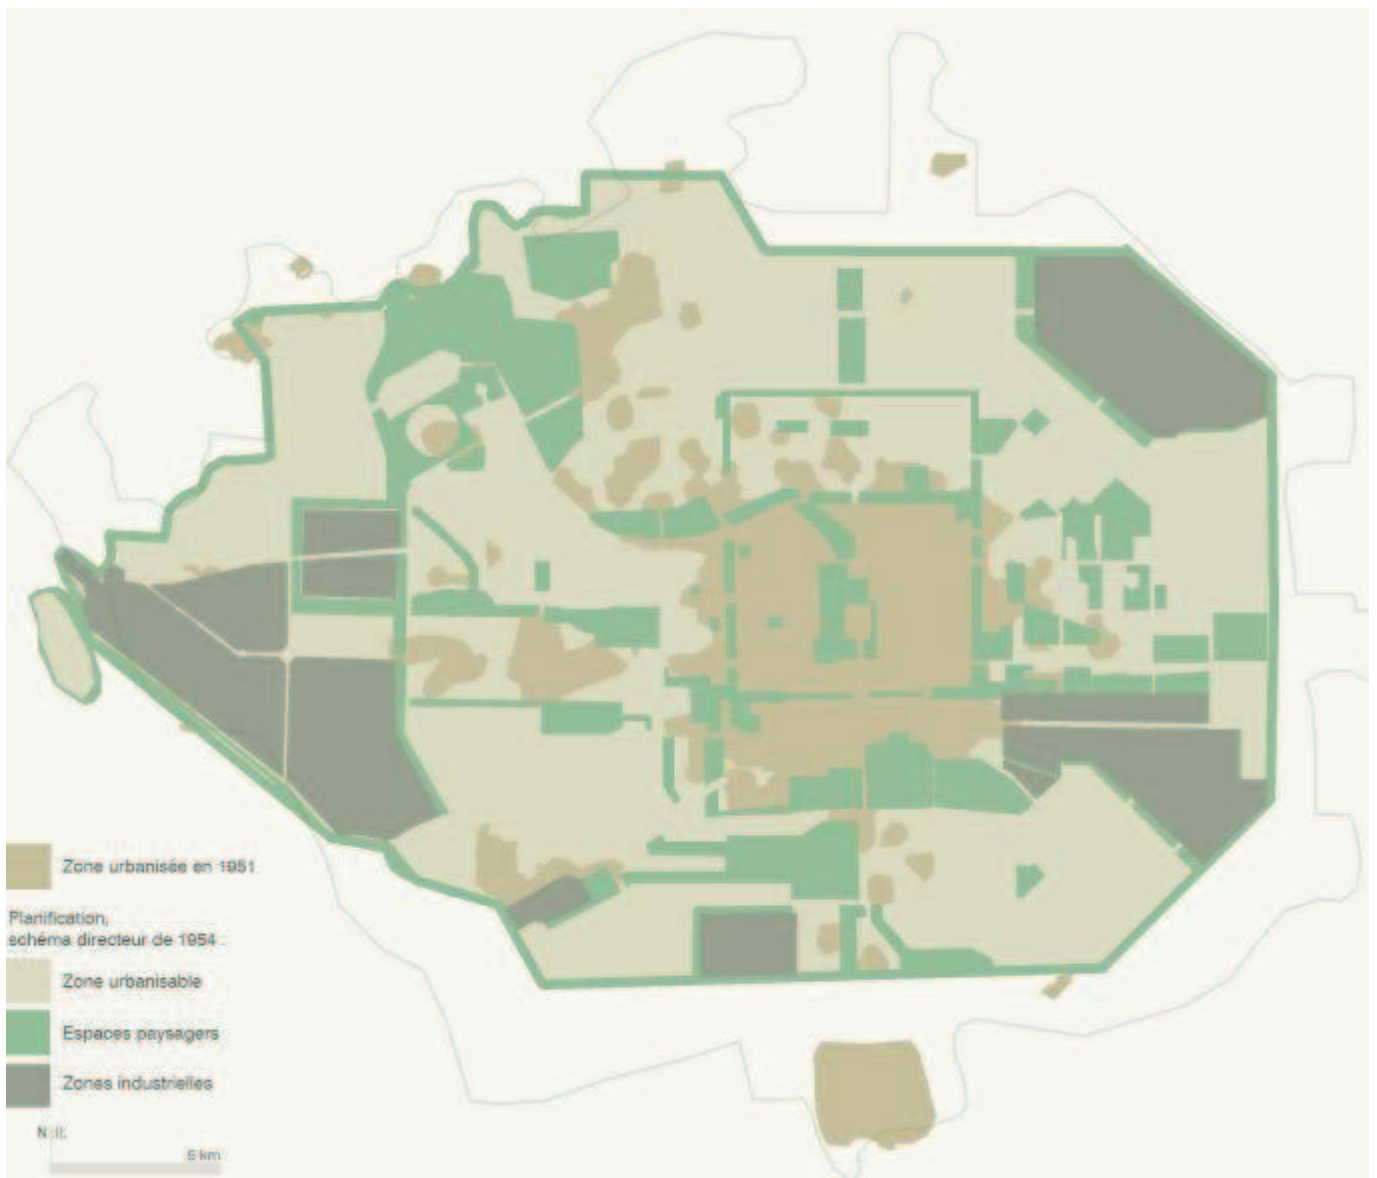 Zone urbanisée en 1951
Planification,
schéma directeur de 1954
Zone urbanisable
Espaces paysagers
Zones industrielles
5 km